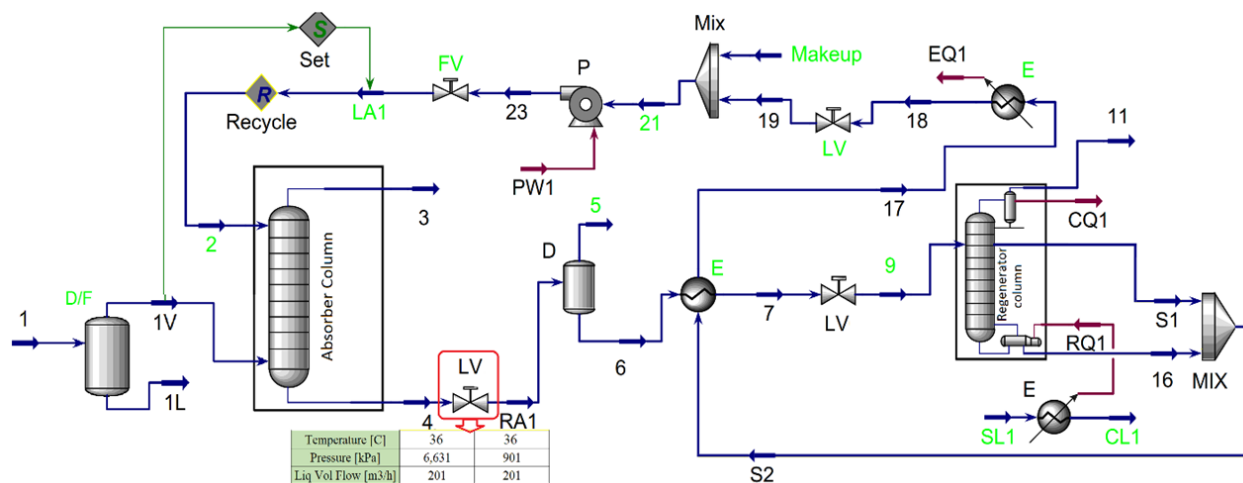 Mix
Makeup
EQ1
E
S
Set
FV
P
11
R
Recycle
LA1
23
21
19
LV
18
PW1
17
CQ1
3
5
D
2
Absorber Column
E
9
Regenerator
column
S1
D/F
1
1V
7
LV
RQ1
6
16
MIX
1L
LV
4
RA1
E
SL1
CL1
S2
Temperature [C] 36 36
Pressure [kPa] 6,631 901
Liq Vol Flow [m3/h] 201 201